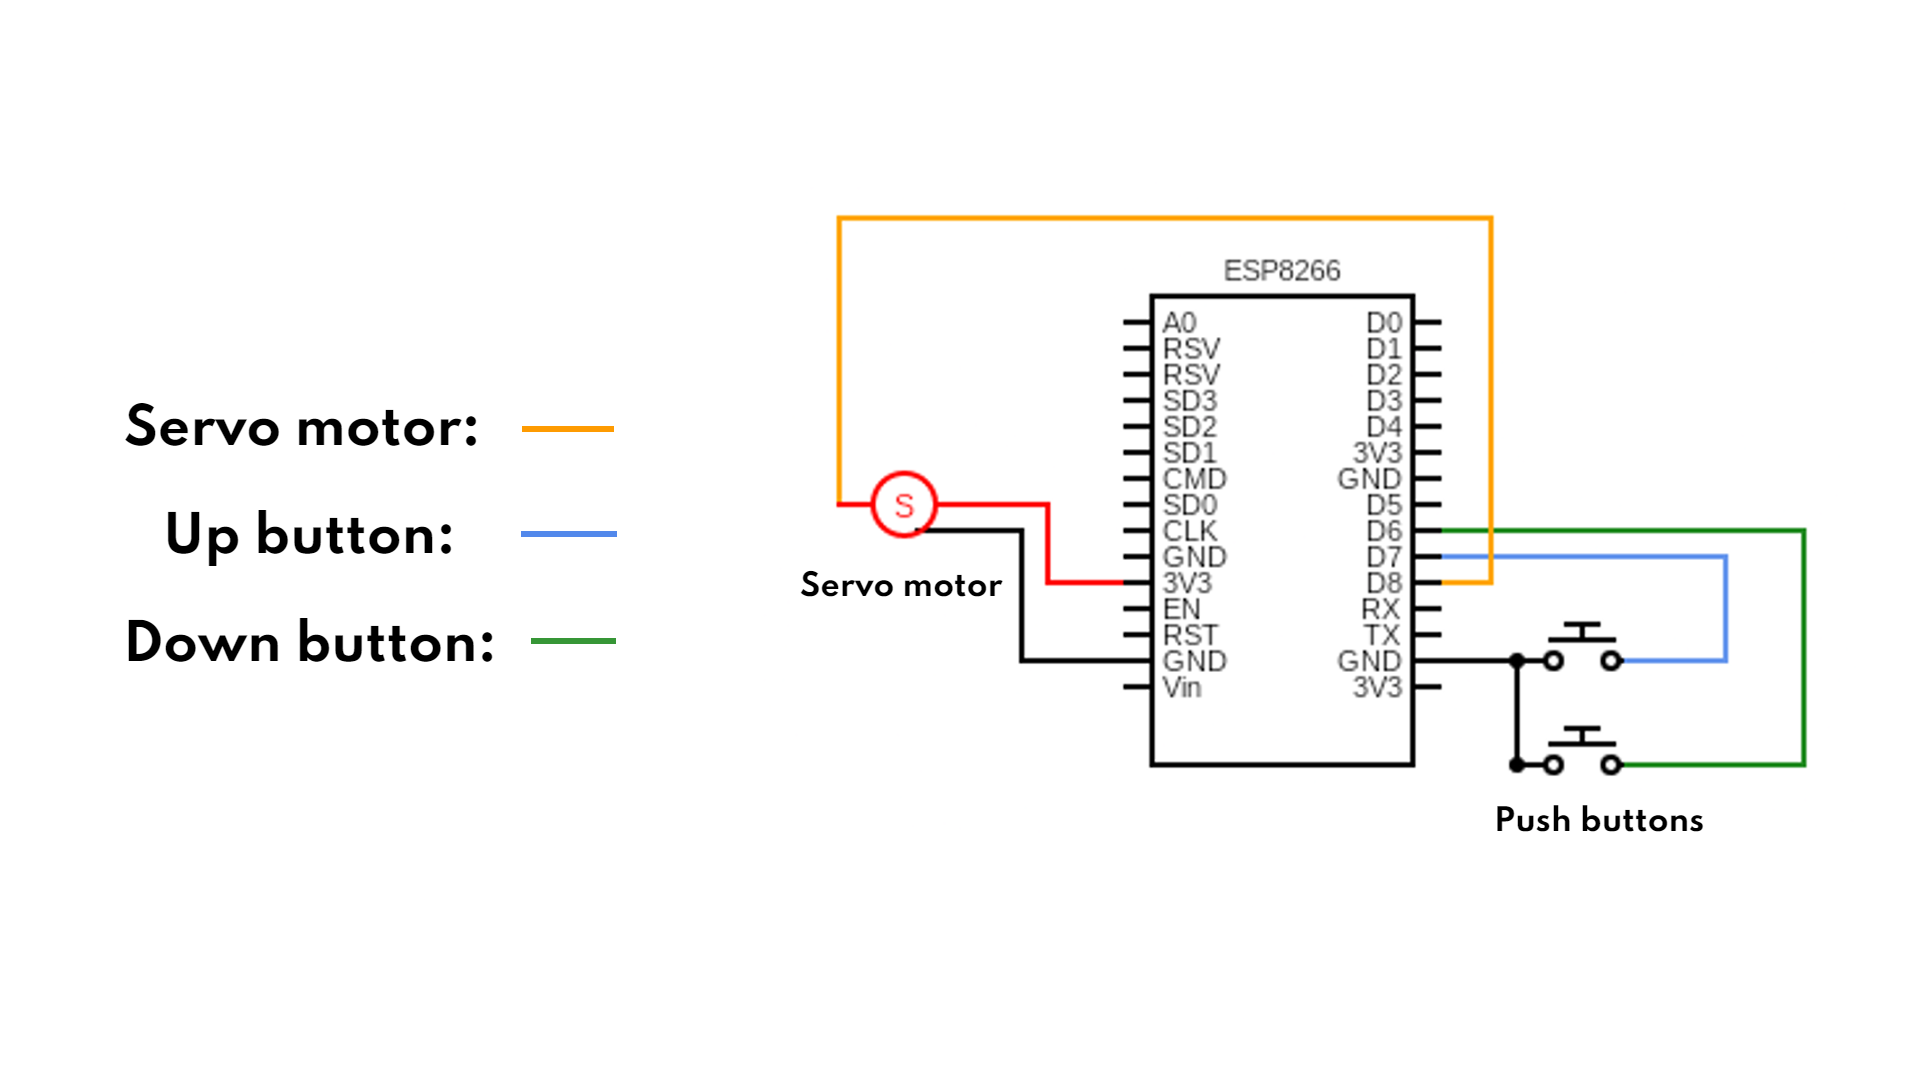 Servo motor:
Up button:
Down button:
ESP8266
A0
RSV
RSV
SD3
SD2
SD1
CMD
SD0
CLK
GND
3V3
EN
RST
GND
Vin
D0
D1
D2
D3
D4
3V3
GND
D5
D6
D7
D8
RX
TX
GND
3V3
S
Servo motor
Push buttons